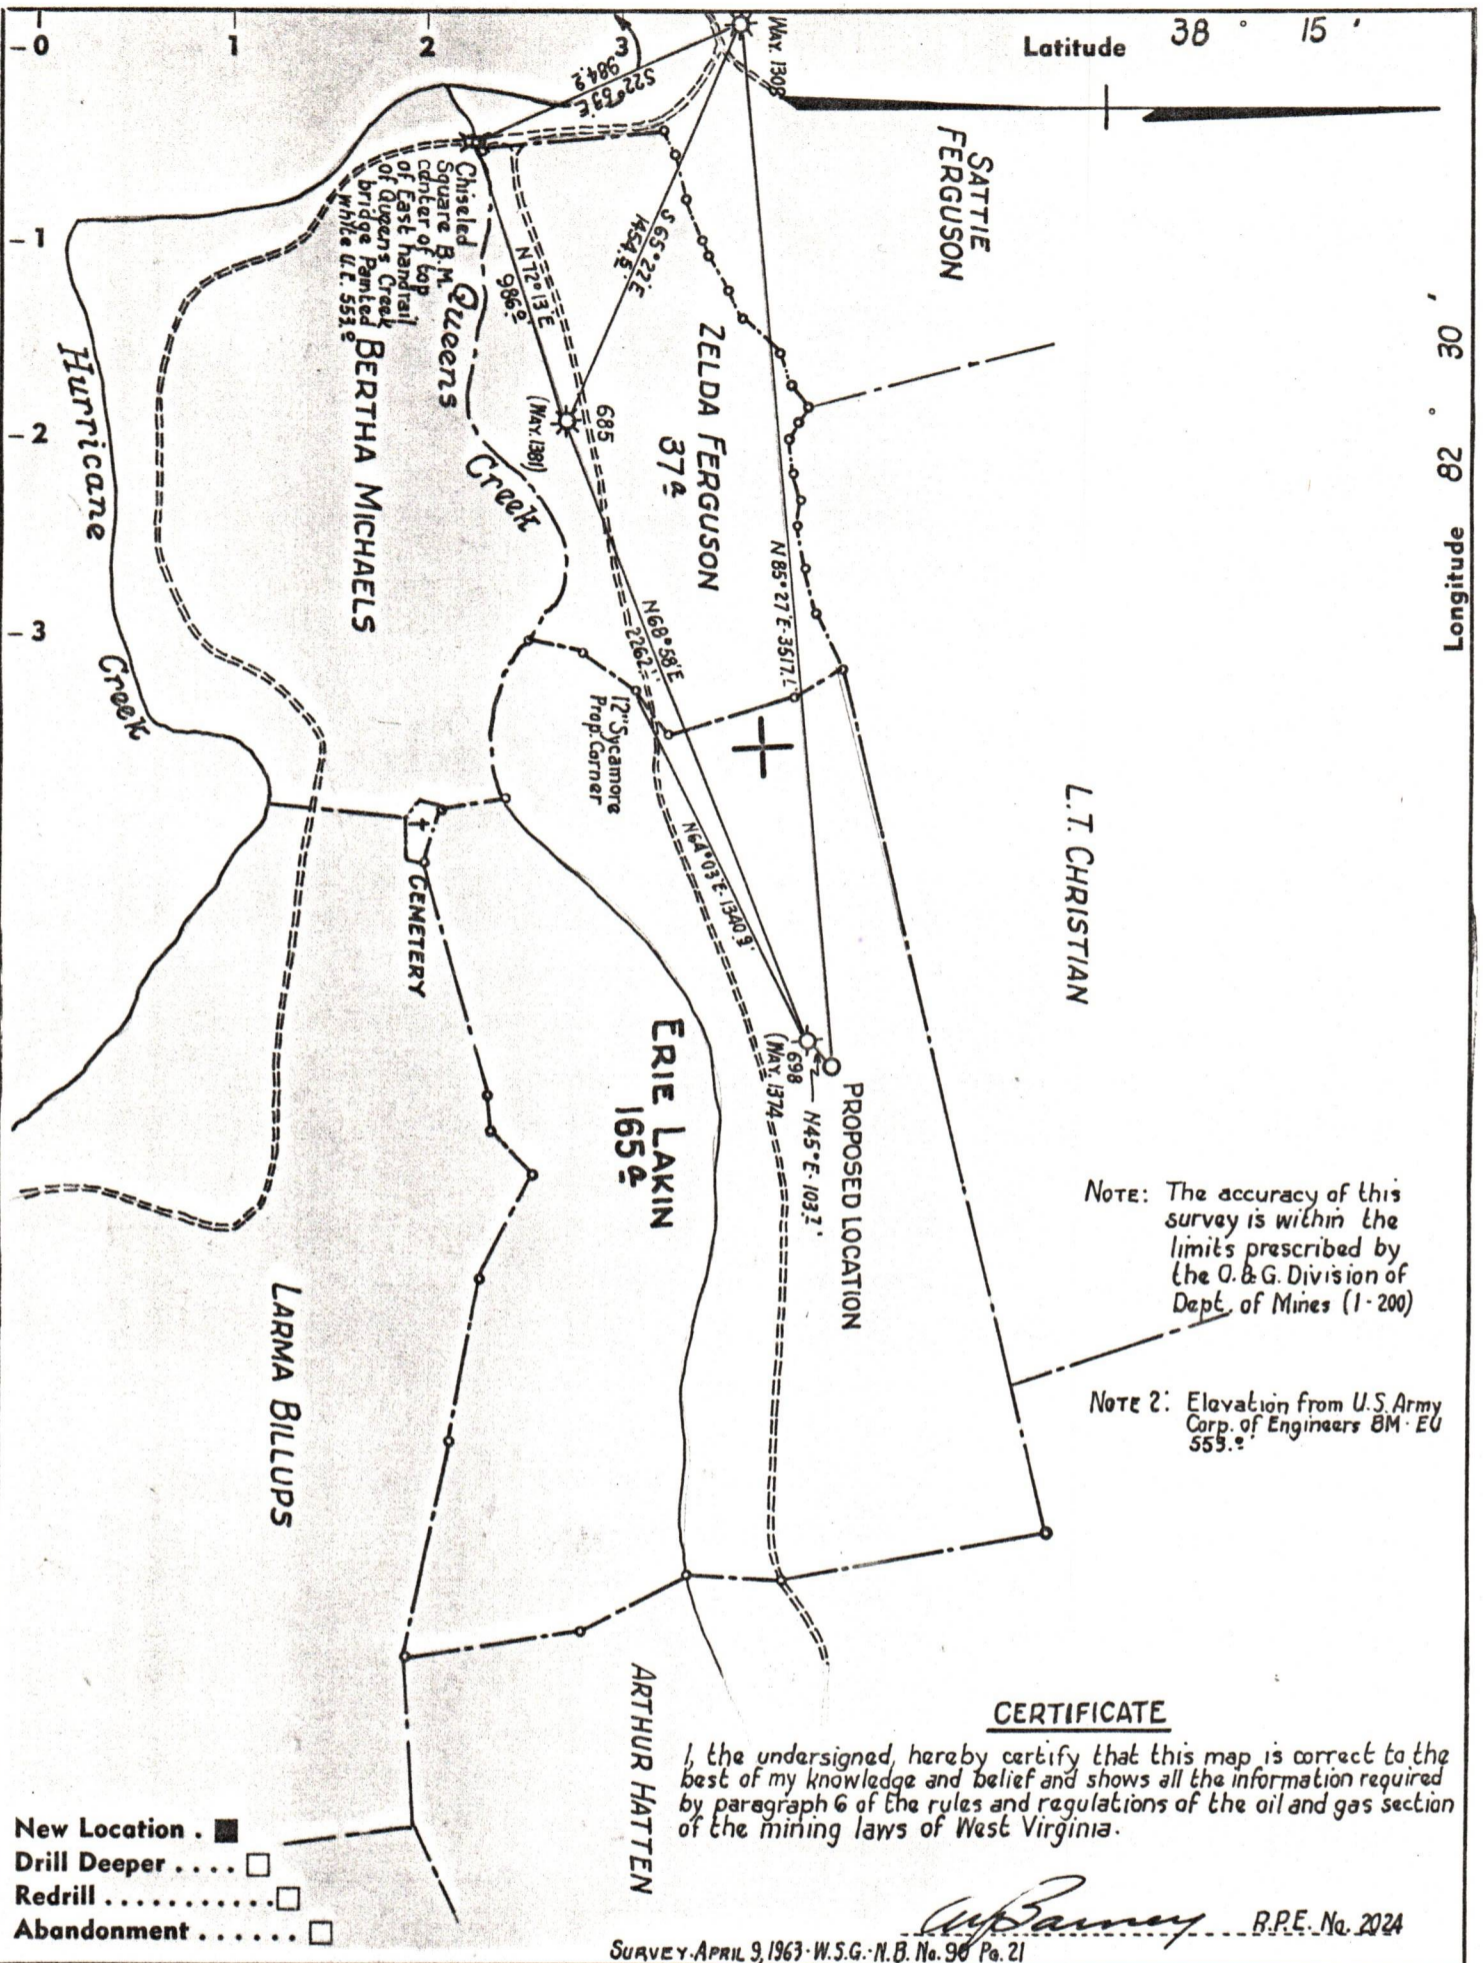 0
1
2
3
Latitude 38 ° 15 '
1
2
3
Longitude 82 ° 30 '
WAY. 1308
S22°
E
984.2
SATTIE
FERGUSON
Chiseled
Square B.M.
center of top
of East handrail
of Queens Creek
bridge Painted
white U.E. 553.0
Queens
Creek
N72°13'E
986.0'
S65°22'E
1454.5'
ZELDA FERGUSON
37a
685
(WAY. 1381)
BERTHA MICHAELS
Hurricane
Creek
N68°58'E
2262.
N85°27'E-3517.
12" Sycamore
Prop. Corner
N64°03'E-1340.9'
CEMETERY
L.T. CHRISTIAN
698
(WAY. 1374
N45°E-103.7'
PROPOSED LOCATION
ERIE LAKIN
165a
LARMA BILLUPS
ARTHUR HATTEN
NOTE: The accuracy of this
survey is within the
limits prescribed by
the O. & G. Division of
Dept. of Mines (1-200)
NOTE 2: Elevation from U.S. Army
Corp. of Engineers BM-EU
553.0'
CERTIFICATE
I, the undersigned, hereby certify that this map is correct to the
best of my knowledge and belief and shows all the information required
by paragraph 6 of the rules and regulations of the oil and gas section
of the mining laws of West Virginia.
New Location .
Drill Deeper ....
Redrill ...........
Abandonment ......
Barney R.P.E. No. 2024
SURVEY-APRIL 9, 1963-W.S.G.-N.B. No. 90 Pg. 21